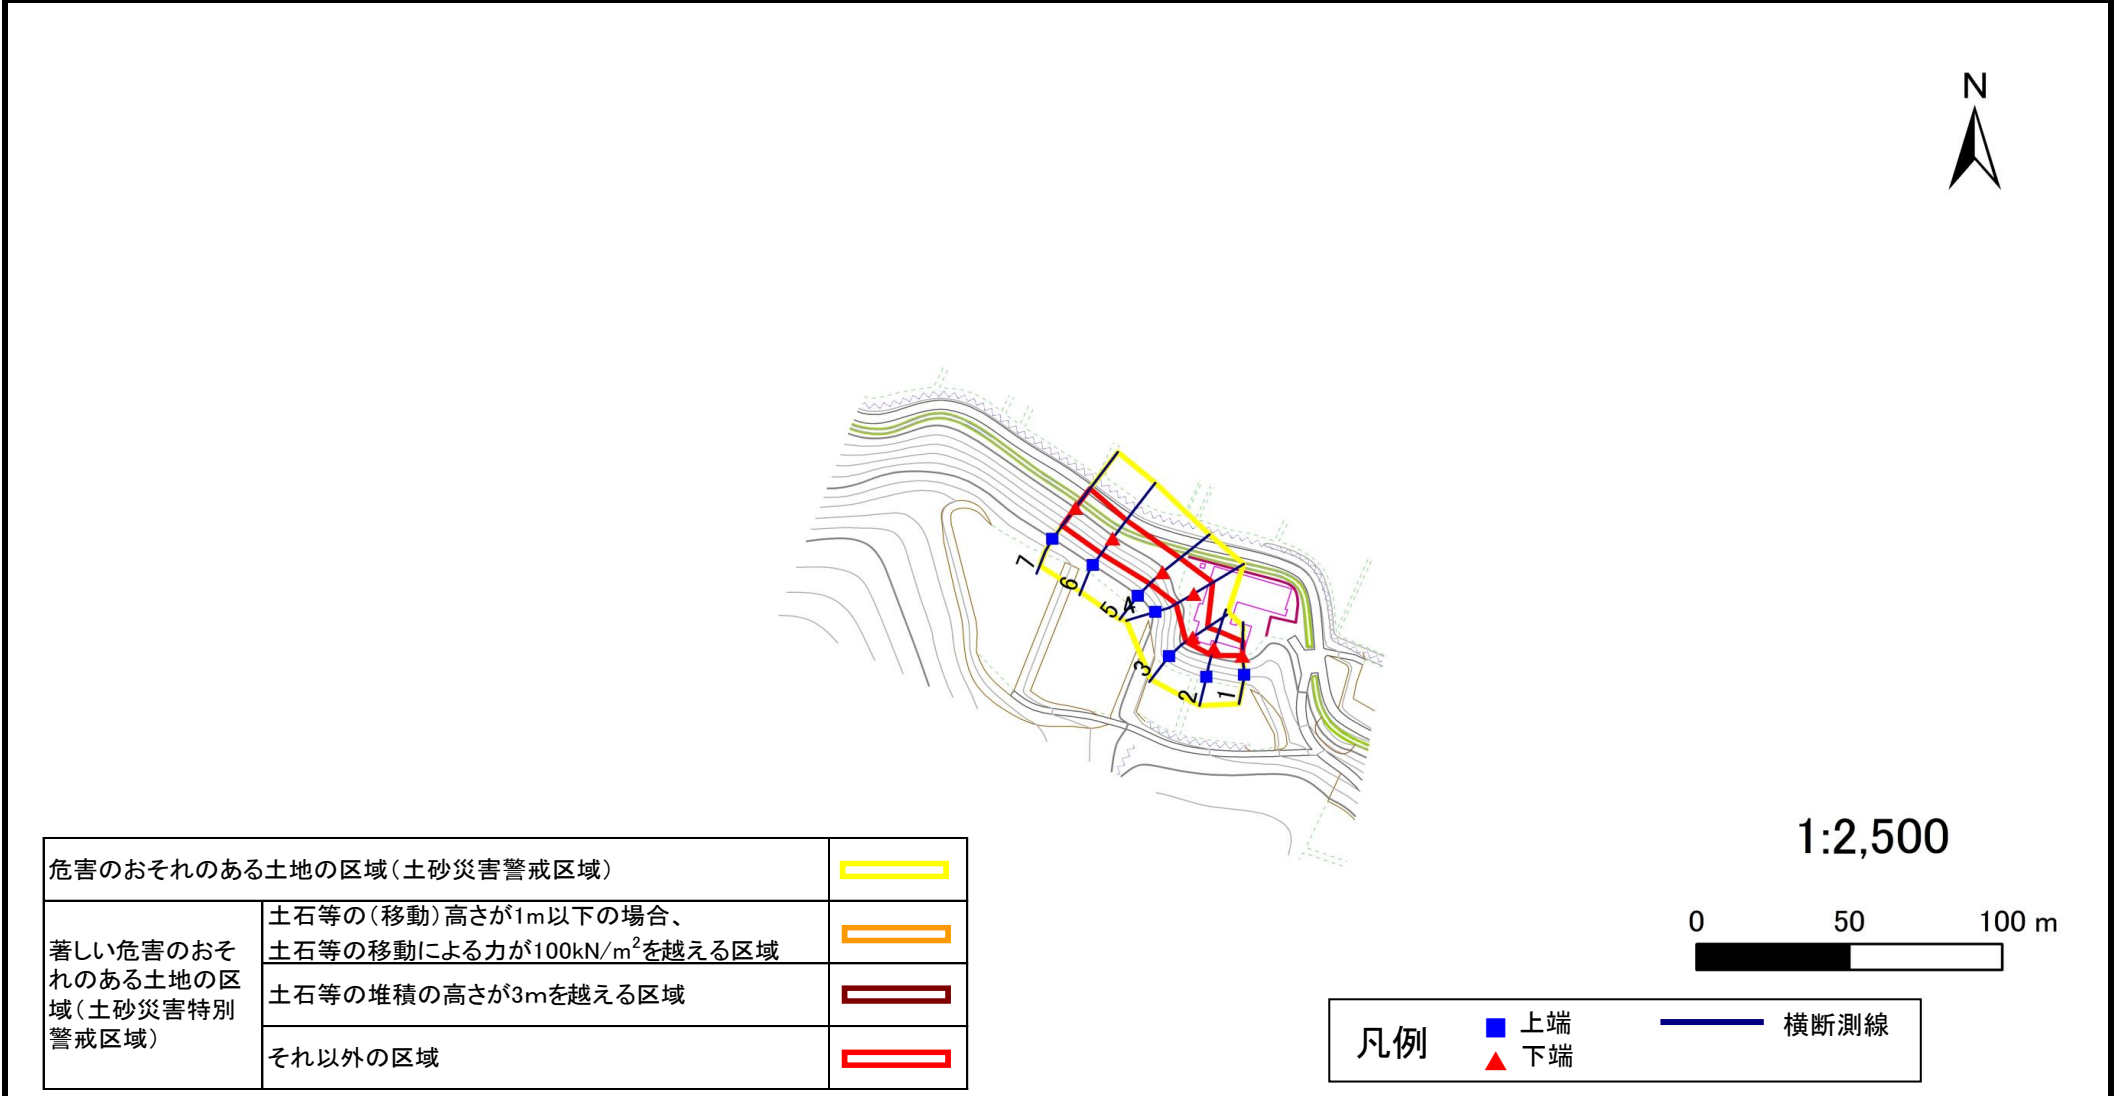 N
7
6
5
4
3
2
1
1:2,500
0 50 100 m
危害のおそれのある土地の区域(土砂災害警戒区域)
著しい危害のおそ
れのある土地の区
域(土砂災害特別
警戒区域)
土石等の(移動)高さが1m以下の場合、
土石等の移動による力が100kN/m²を越える区域
土石等の堆積の高さが3mを越える区域
それ以外の区域
凡例
上端
下端
横断測線